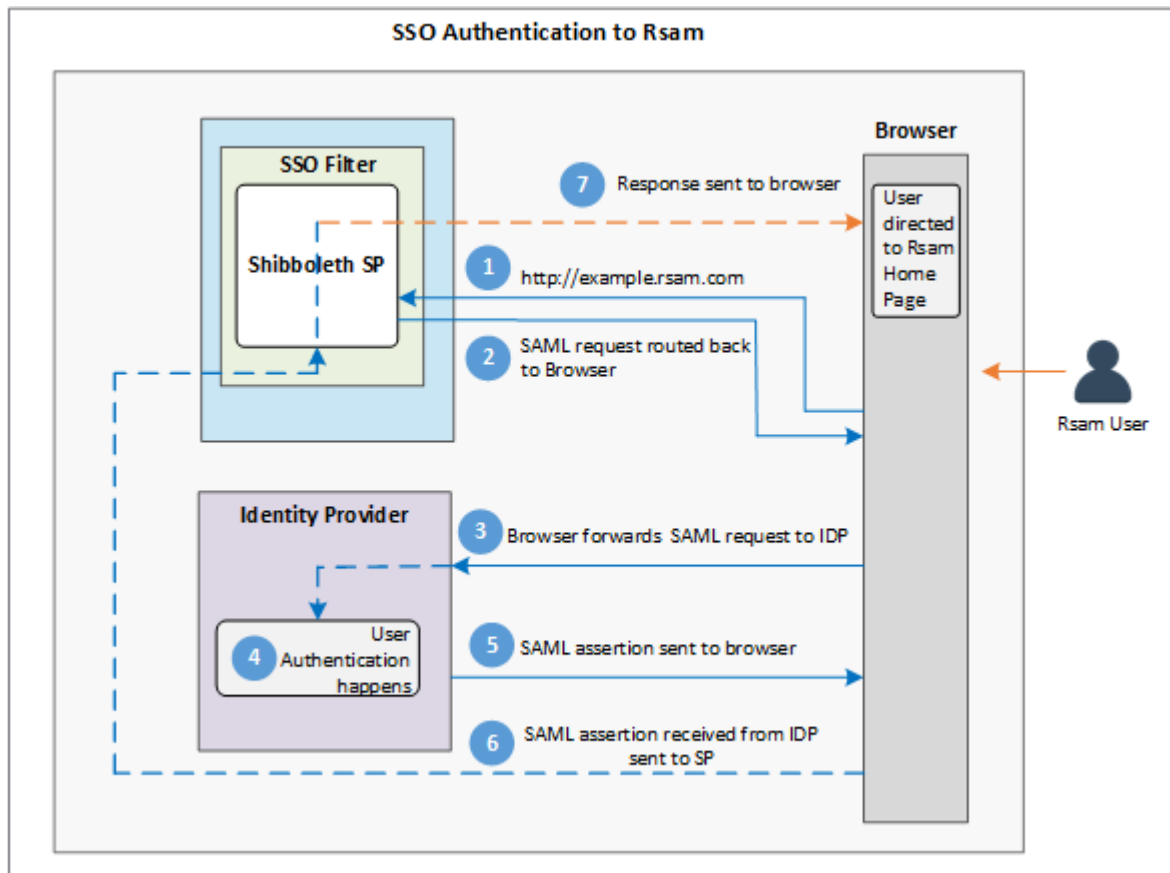 SSO Authentication to Rsam
Browser
SSO Filter
Shibboleth SP
7
Response sent to browser
User
directed
to Rsam
Home
Page
1
http://example.rsam.com
2
SAML request routed back
to Browser
Rsam User
Identity Provider
3
Browser forwards SAML request to IDP
4
User
Authentication
happens
5
SAML assertion sent to browser
6
SAML assertion received from IDP
sent to SP